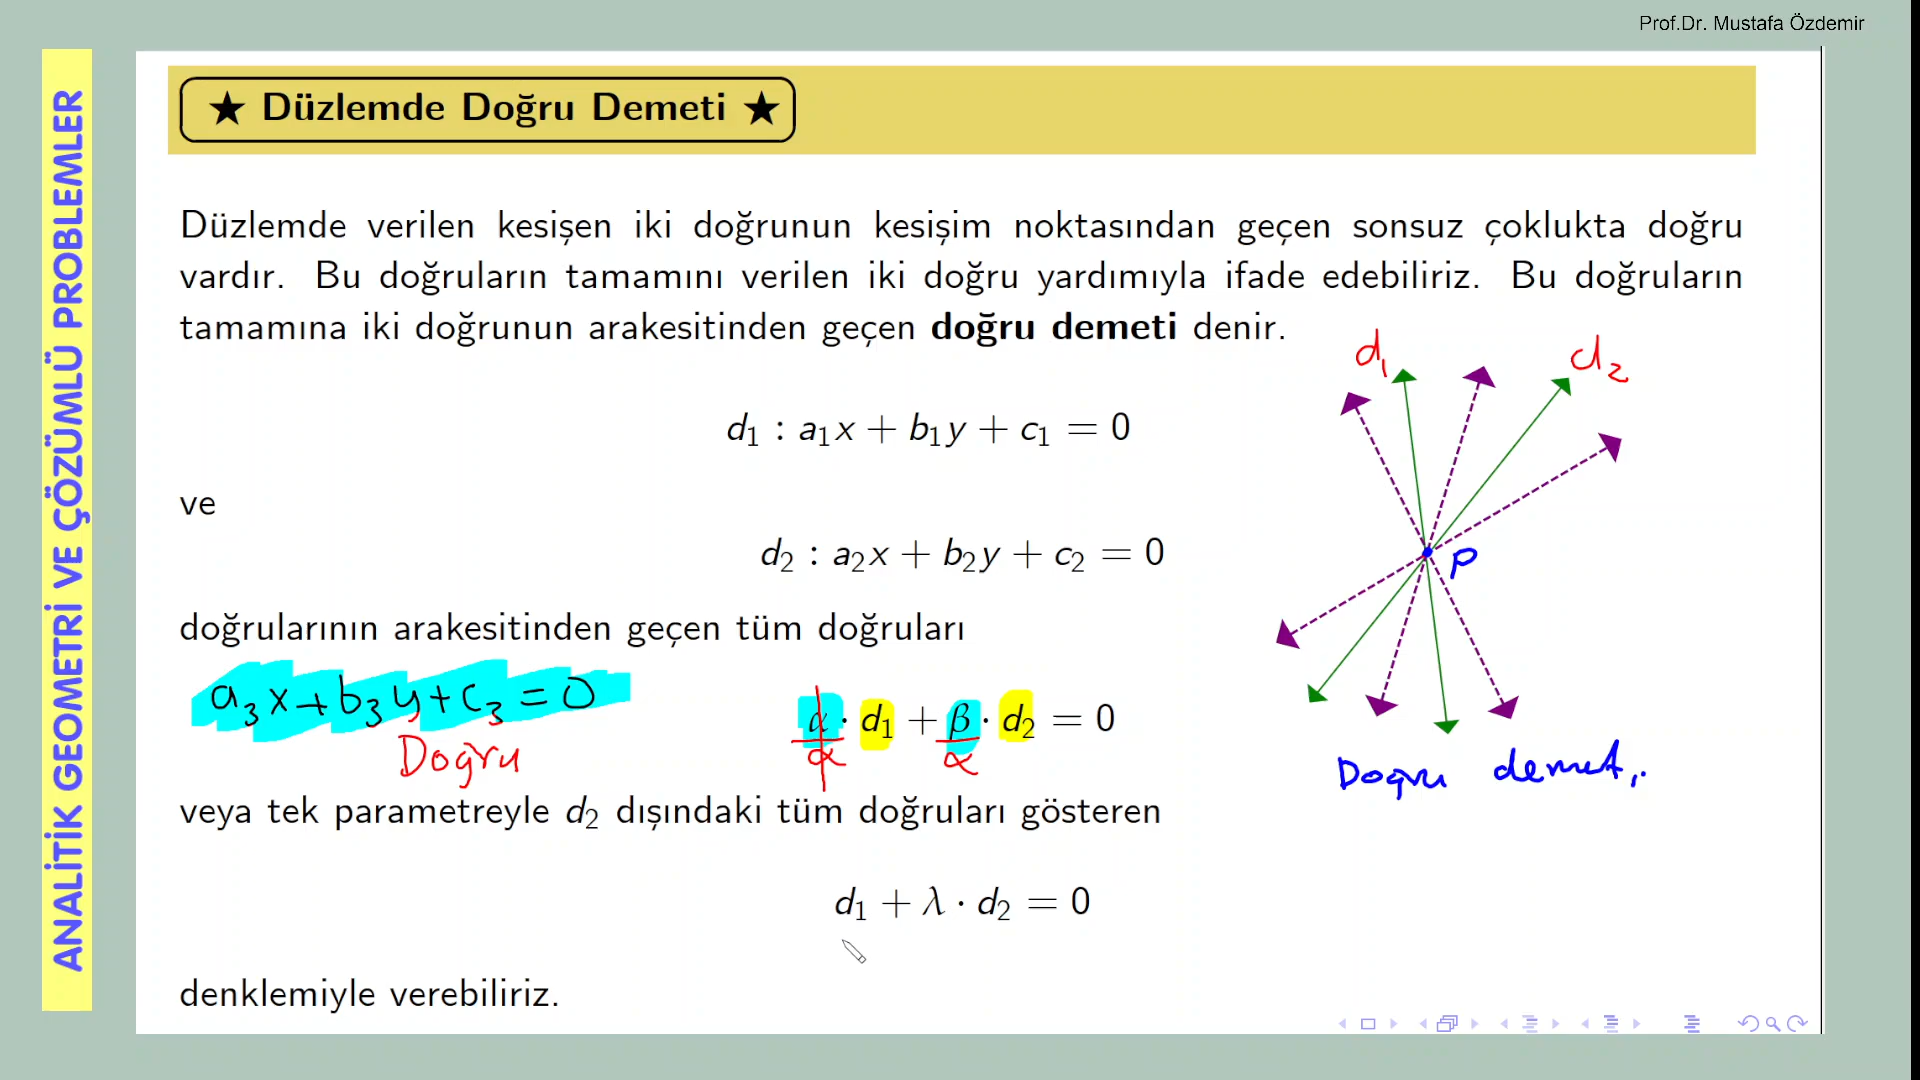 Prof.Dr. Mustafa Özdemir
ANALİTİK GEOMETRİ VE ÇÖZÜMLÜ PROBLEMLER
★ Düzlemde Doğru Demeti ★
Düzlemde verilen kesişen iki doğrunun kesişim noktasından geçen sonsuz çoklukta doğru
vardır. Bu doğruların tamamını verilen iki doğru yardımıyla ifade edebiliriz. Bu doğruların
tamamına iki doğrunun arakesitinden geçen doğru demeti denir.
d₁ d₂
d₁ : a₁x + b₁y + c₁ = 0
ve
d₂ : a₂x + b₂y + c₂ = 0
P
doğrularının arakesitinden geçen tüm doğruları
a₃x+b₃y+c₃=0
α · d₁ + β · d₂ = 0
α α
Doğru
Doğru demeti
veya tek parametreyle d₂ dışındaki tüm doğruları gösteren
d₁ + λ · d₂ = 0
denklemiyle verebiliriz.